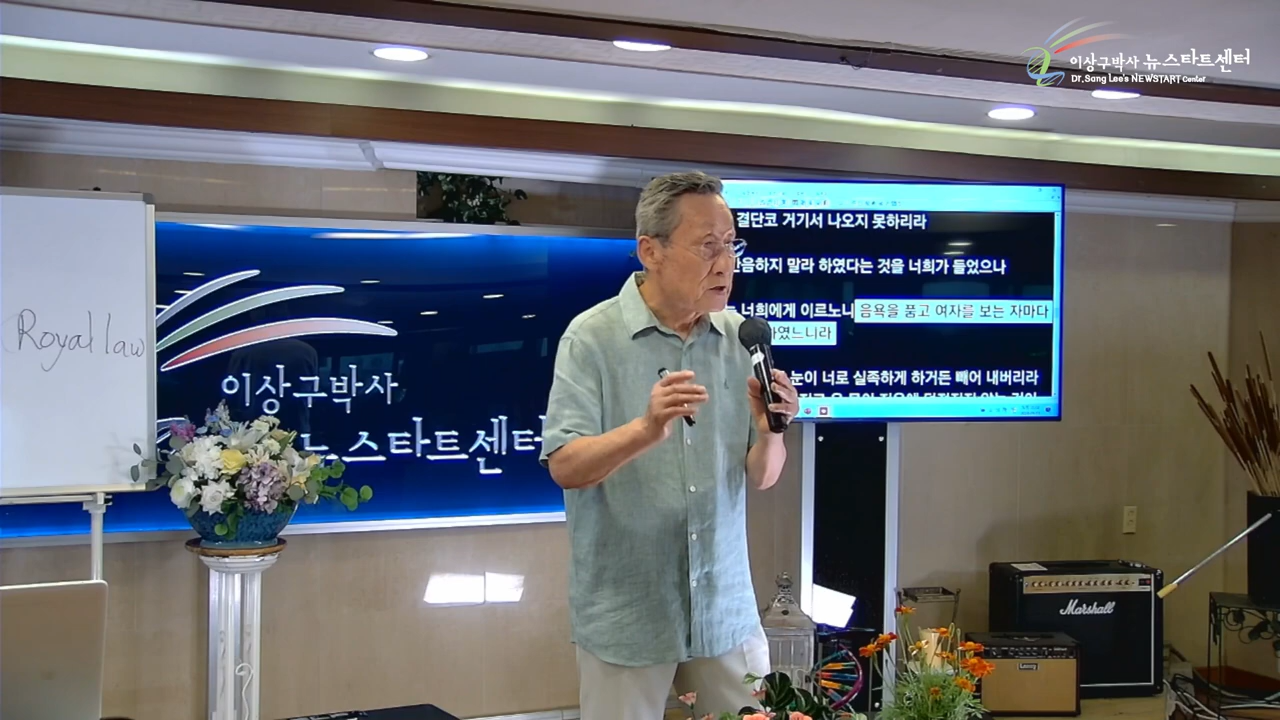 이상구박사 뉴스타트센터
Dr. Sang Lee's NEWSTART Center
Royal law
이상구박사
뉴스타트센터
결단코 거기서 나오지 못하리라
하지 말라 하였다는 것을 너희가 들었으나
너희에게 이르노니 음욕을 품고 여자를 보는 자마다
하였느니라
눈이 너로 실족하게 하거든 빼어 내버리라
Marshall
Laney